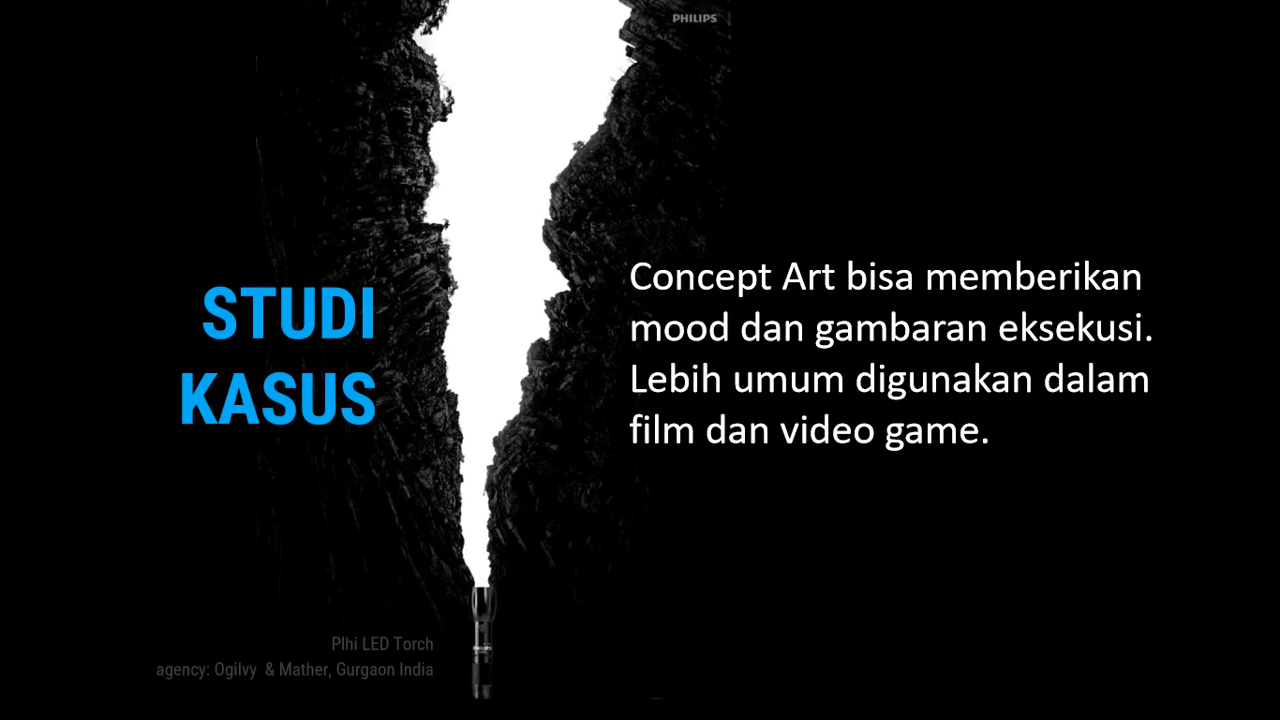 PHILIPS
STUDI
KASUS
Concept Art bisa memberikan
mood dan gambaran eksekusi.
Lebih umum digunakan dalam
film dan video game.
Plhi LED Torch
agency: Ogilvy & Mather, Gurgaon India
PHILIPS